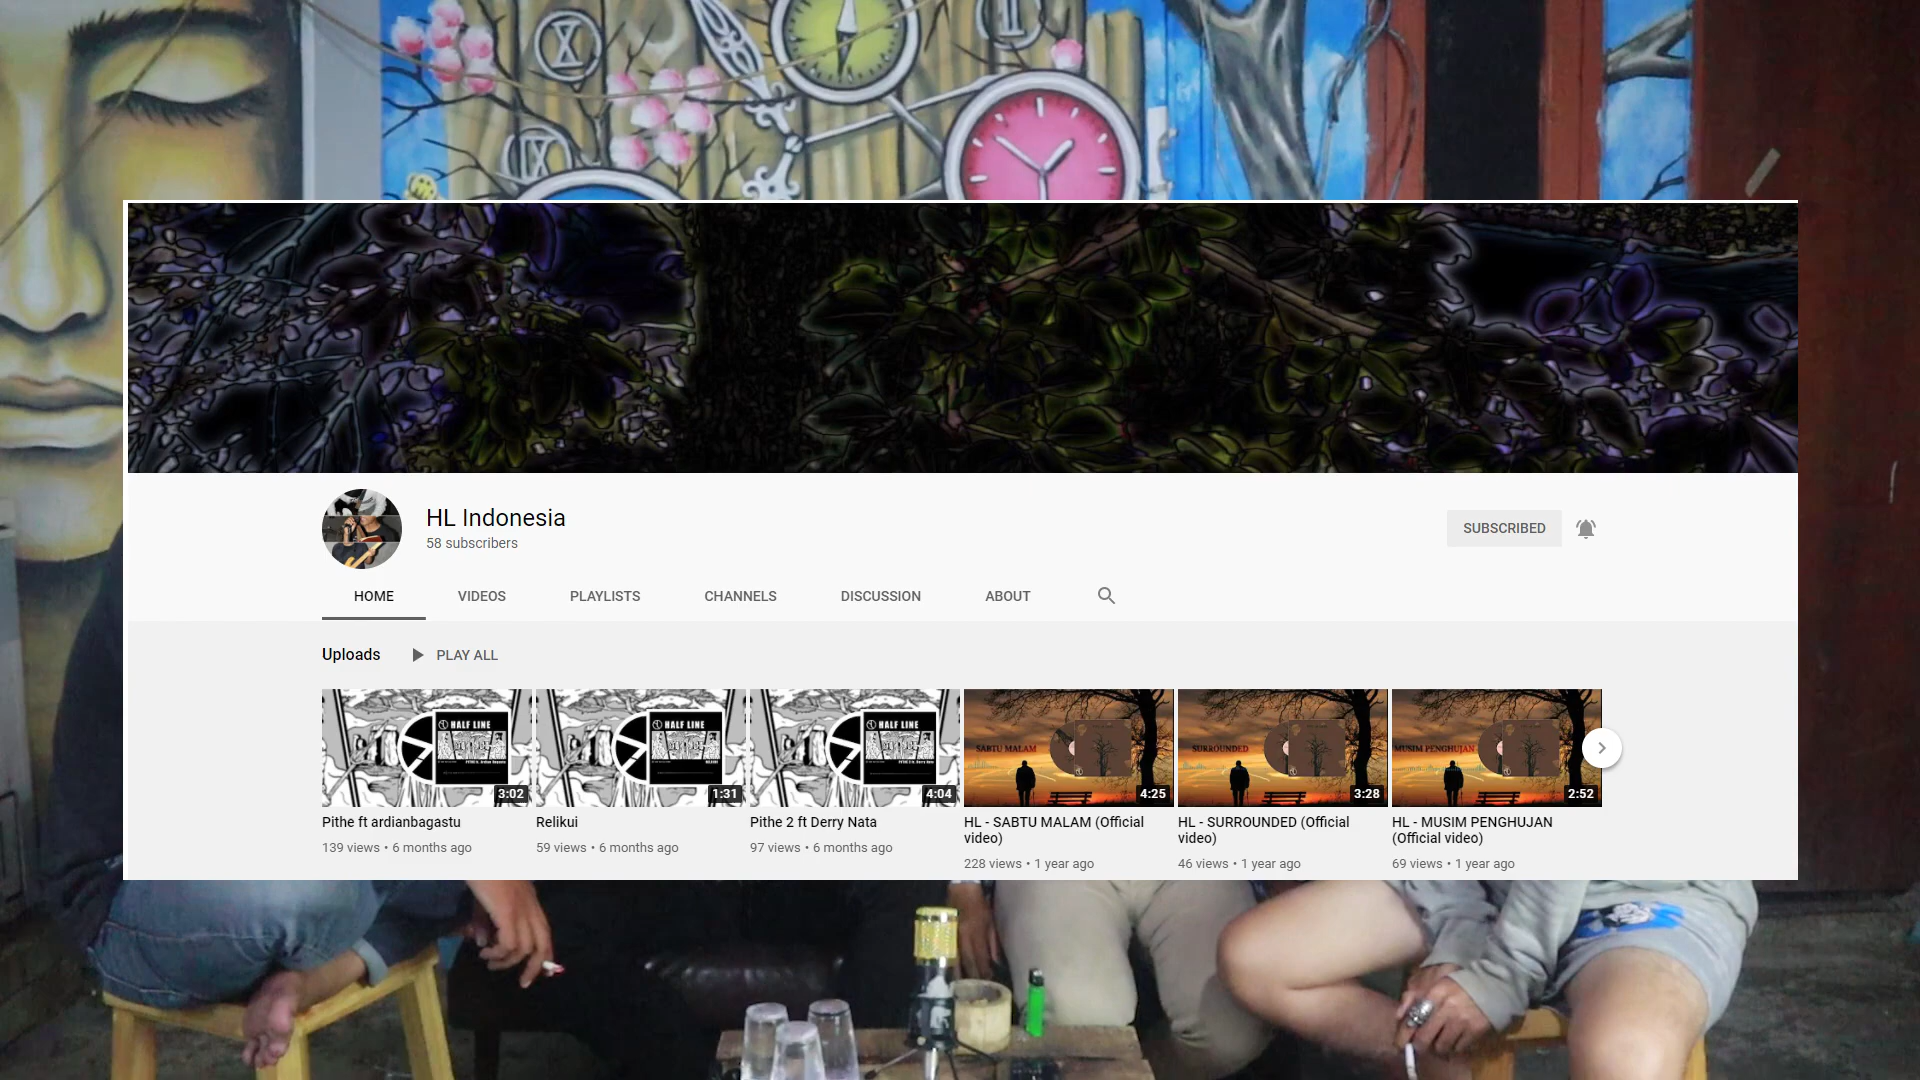 HL Indonesia
58 subscribers
SUBSCRIBED
HOME VIDEOS PLAYLISTS CHANNELS DISCUSSION ABOUT
Uploads PLAY ALL
HALF LINE
3:02
HALF LINE
1:31
HALF LINE
4:04
SABTU MALAM
4:25
SURROUNDED
3:28
MUSIM PENGHUJAN
2:52
Pithe ft ardianbagastu
139 views • 6 months ago
Relikui
59 views • 6 months ago
Pithe 2 ft Derry Nata
97 views • 6 months ago
HL - SABTU MALAM (Official
video)
228 views • 1 year ago
HL - SURROUNDED (Official
video)
46 views • 1 year ago
HL - MUSIM PENGHUJAN
(Official video)
69 views • 1 year ago